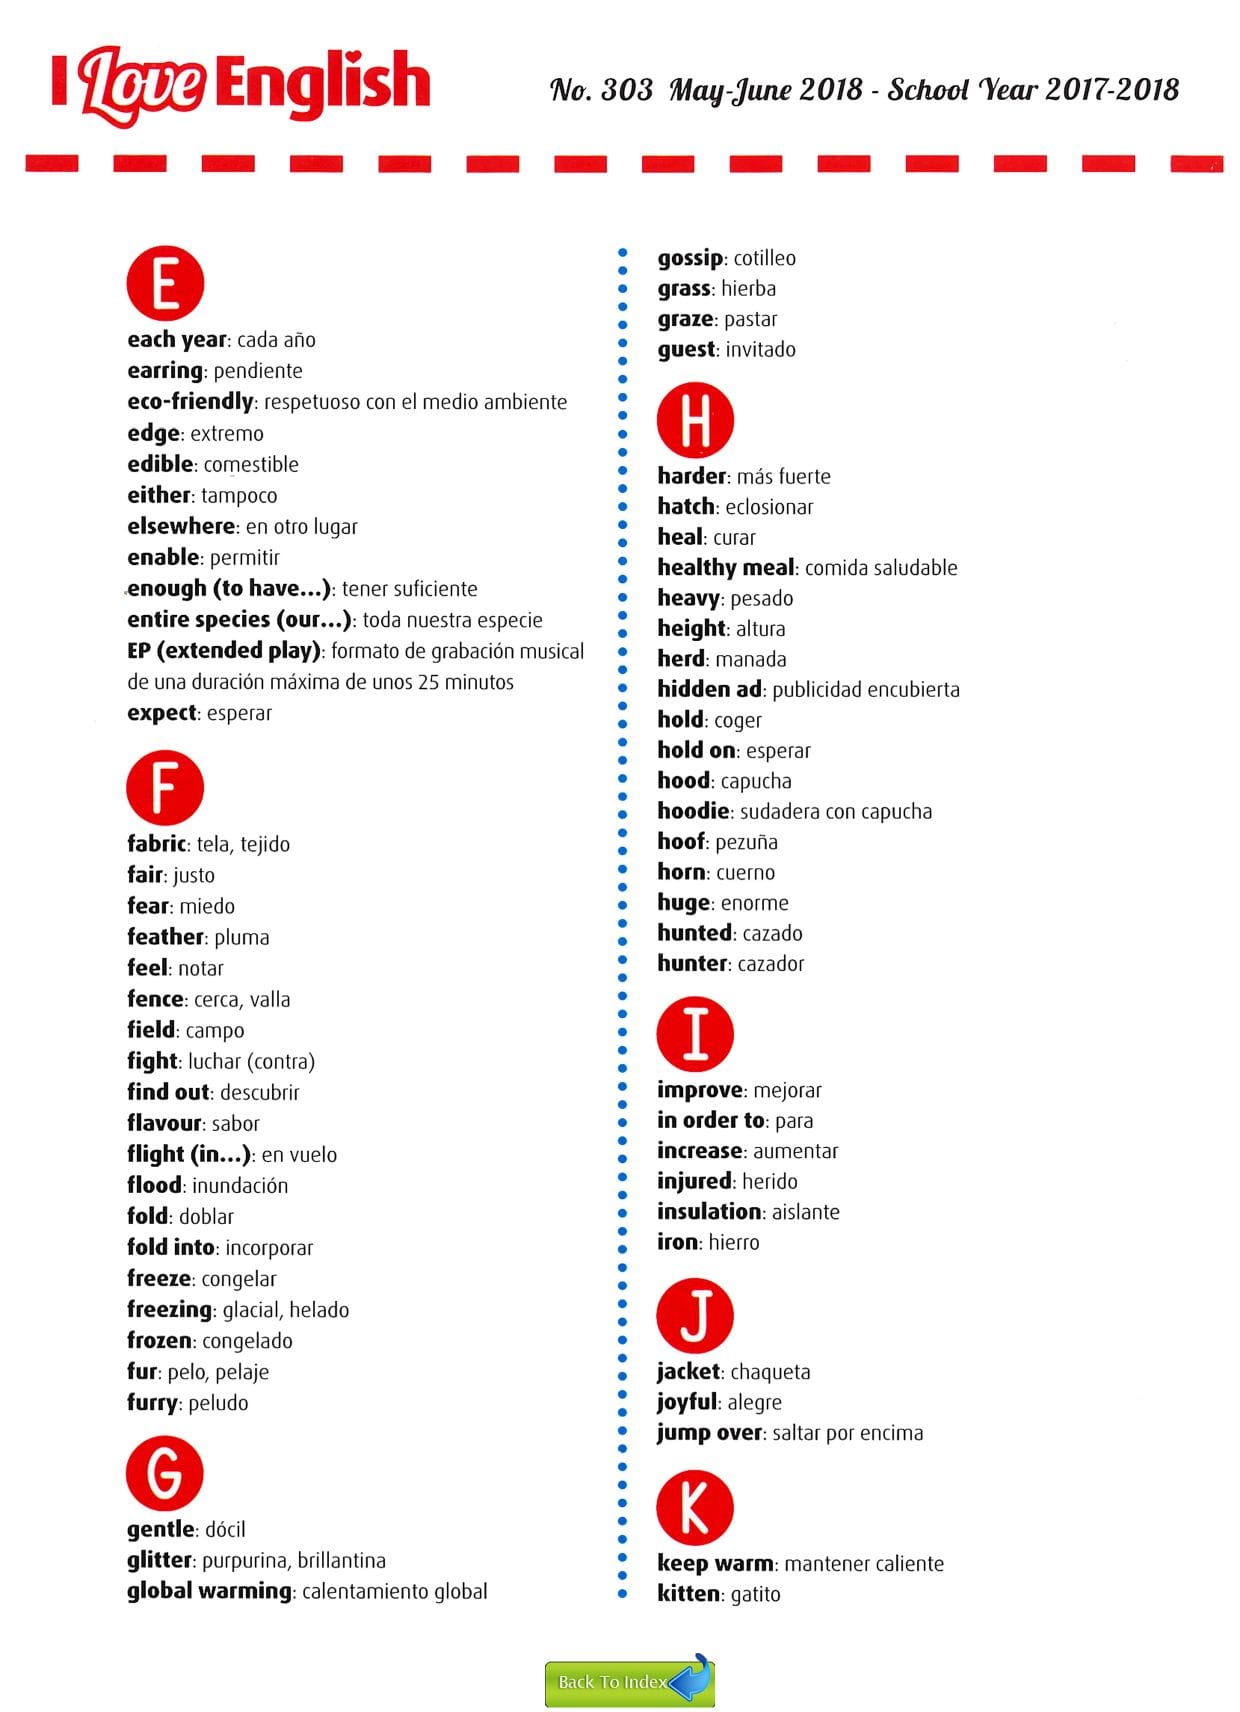 I Love English
No. 303 May-June 2018 - School Year 2017-2018
E
each year: cada año
earring: pendiente
eco-friendly: respetuoso con el medio ambiente
edge: extremo
edible: comestible
either: tampoco
elsewhere: en otro lugar
enable: permitir
enough (to have...): tener suficiente
entire species (our...): toda nuestra especie
EP (extended play): formato de grabación musical
de una duración máxima de unos 25 minutos
expect: esperar
F
fabric: tela, tejido
fair: justo
fear: miedo
feather: pluma
feel: notar
fence: cerca, valla
field: campo
fight: luchar (contra)
find out: descubrir
flavour: sabor
flight (in...): en vuelo
flood: inundación
fold: doblar
fold into: incorporar
freeze: congelar
freezing: glacial, helado
frozen: congelado
fur: pelo, pelaje
furry: peludo
G
gentle: dócil
glitter: purpurina, brillantina
global warming: calentamiento global
gossip: cotilleo
grass: hierba
graze: pastar
guest: invitado
H
harder: más fuerte
hatch: eclosionar
heal: curar
healthy meal: comida saludable
heavy: pesado
height: altura
herd: manada
hidden ad: publicidad encubierta
hold: coger
hold on: esperar
hood: capucha
hoodie: sudadera con capucha
hoof: pezuña
horn: cuerno
huge: enorme
hunted: cazado
hunter: cazador
I
improve: mejorar
in order to: para
increase: aumentar
injured: herido
insulation: aislante
iron: hierro
J
jacket: chaqueta
joyful: alegre
jump over: saltar por encima
K
keep warm: mantener caliente
kitten: gatito
Back To Index